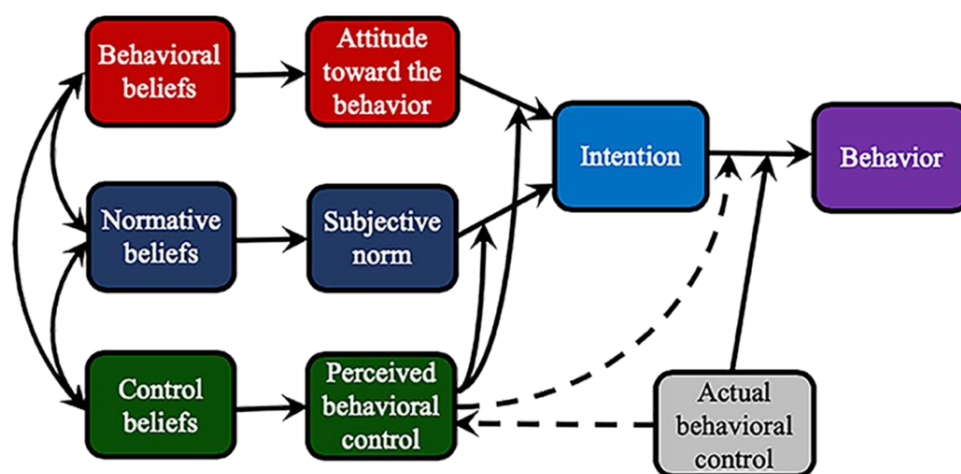 Behavioral
beliefs
Attitude
toward the
behavior
Intention
Behavior
Normative
beliefs
Subjective
norm
Control
beliefs
Perceived
behavioral
control
Actual
behavioral
control